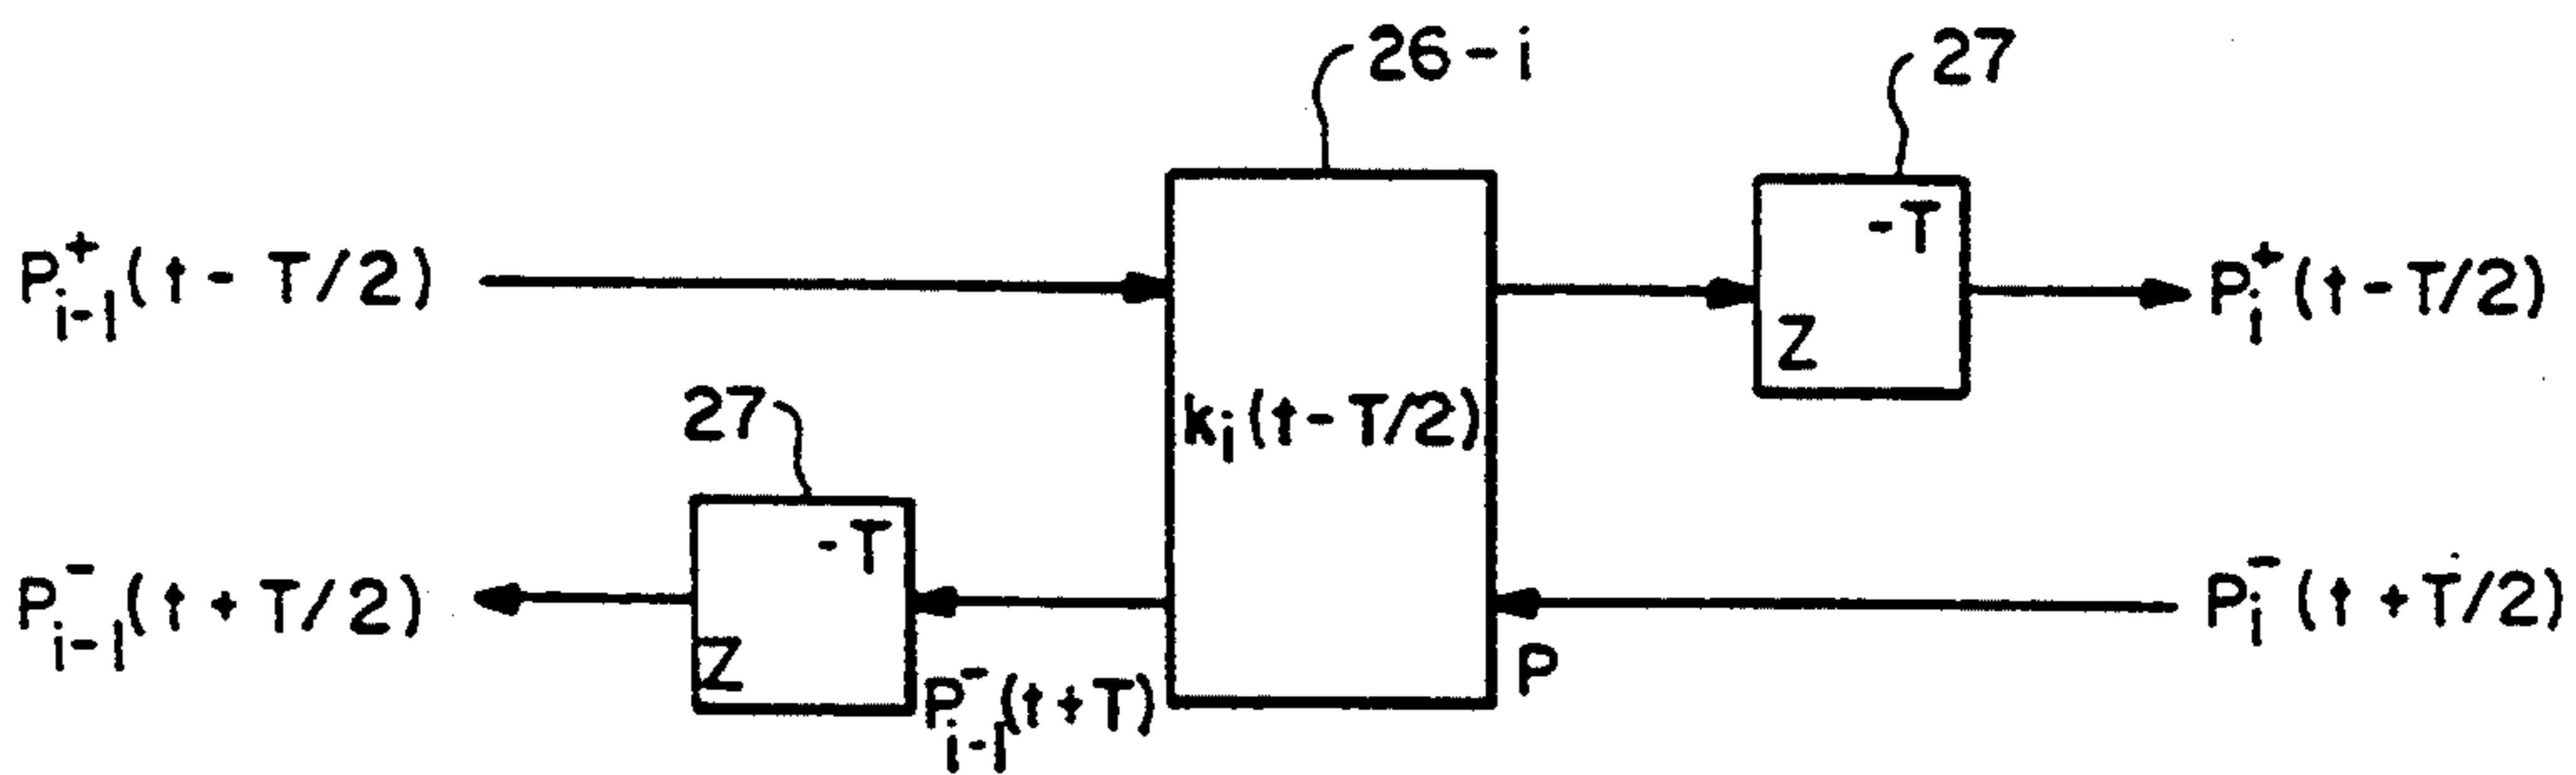 26-i
27
P⁺ᵢ₋₁(t - T/2)
-T
Z
P⁺ᵢ(t - T/2)
27
kᵢ(t - T/2)
P⁻ᵢ₋₁(t + T/2)
-T
Z
P⁻ᵢ₋₁(t + T)
P
P⁻ᵢ(t + T/2)